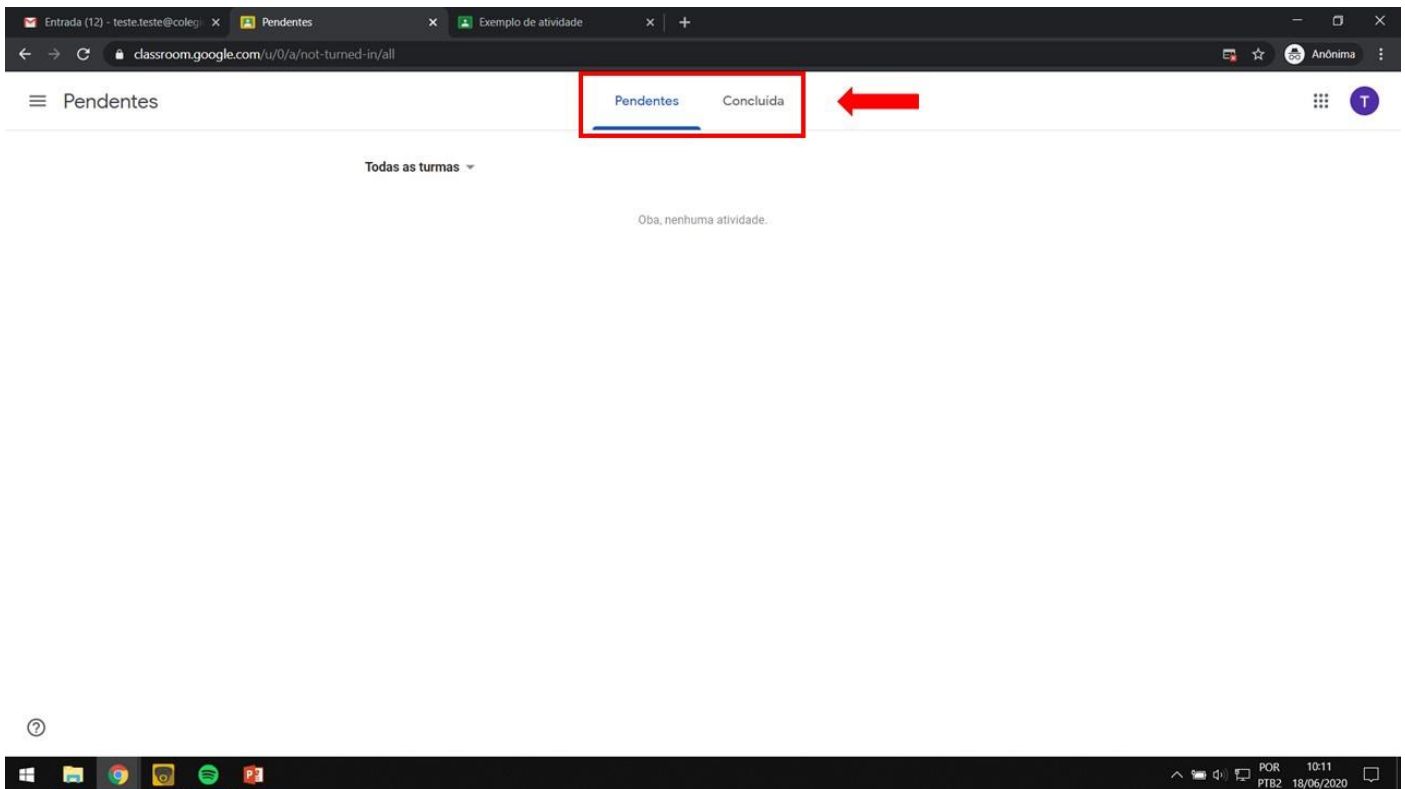 Entrada (12) - teste.teste@colegi
Pendentes
Exemplo de atividade
classroom.google.com/u/0/a/not-turned-in/all
Anônima
Pendentes
Pendentes
Concluída
T
Todas as turmas
Oba, nenhuma atividade.
POR
10:11
PTB2
18/06/2020